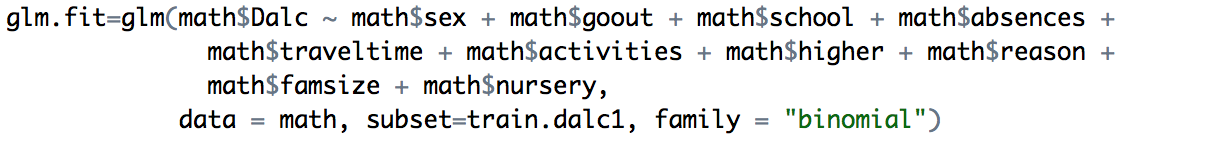 glm.fit=glm(math$Dalc ~ math$sex + math$goout + math$school + math$absences +
math$traveltime + math$activities + math$higher + math$reason +
math$famsize + math$nursery,
data = math, subset=train.dalc1, family = "binomial")